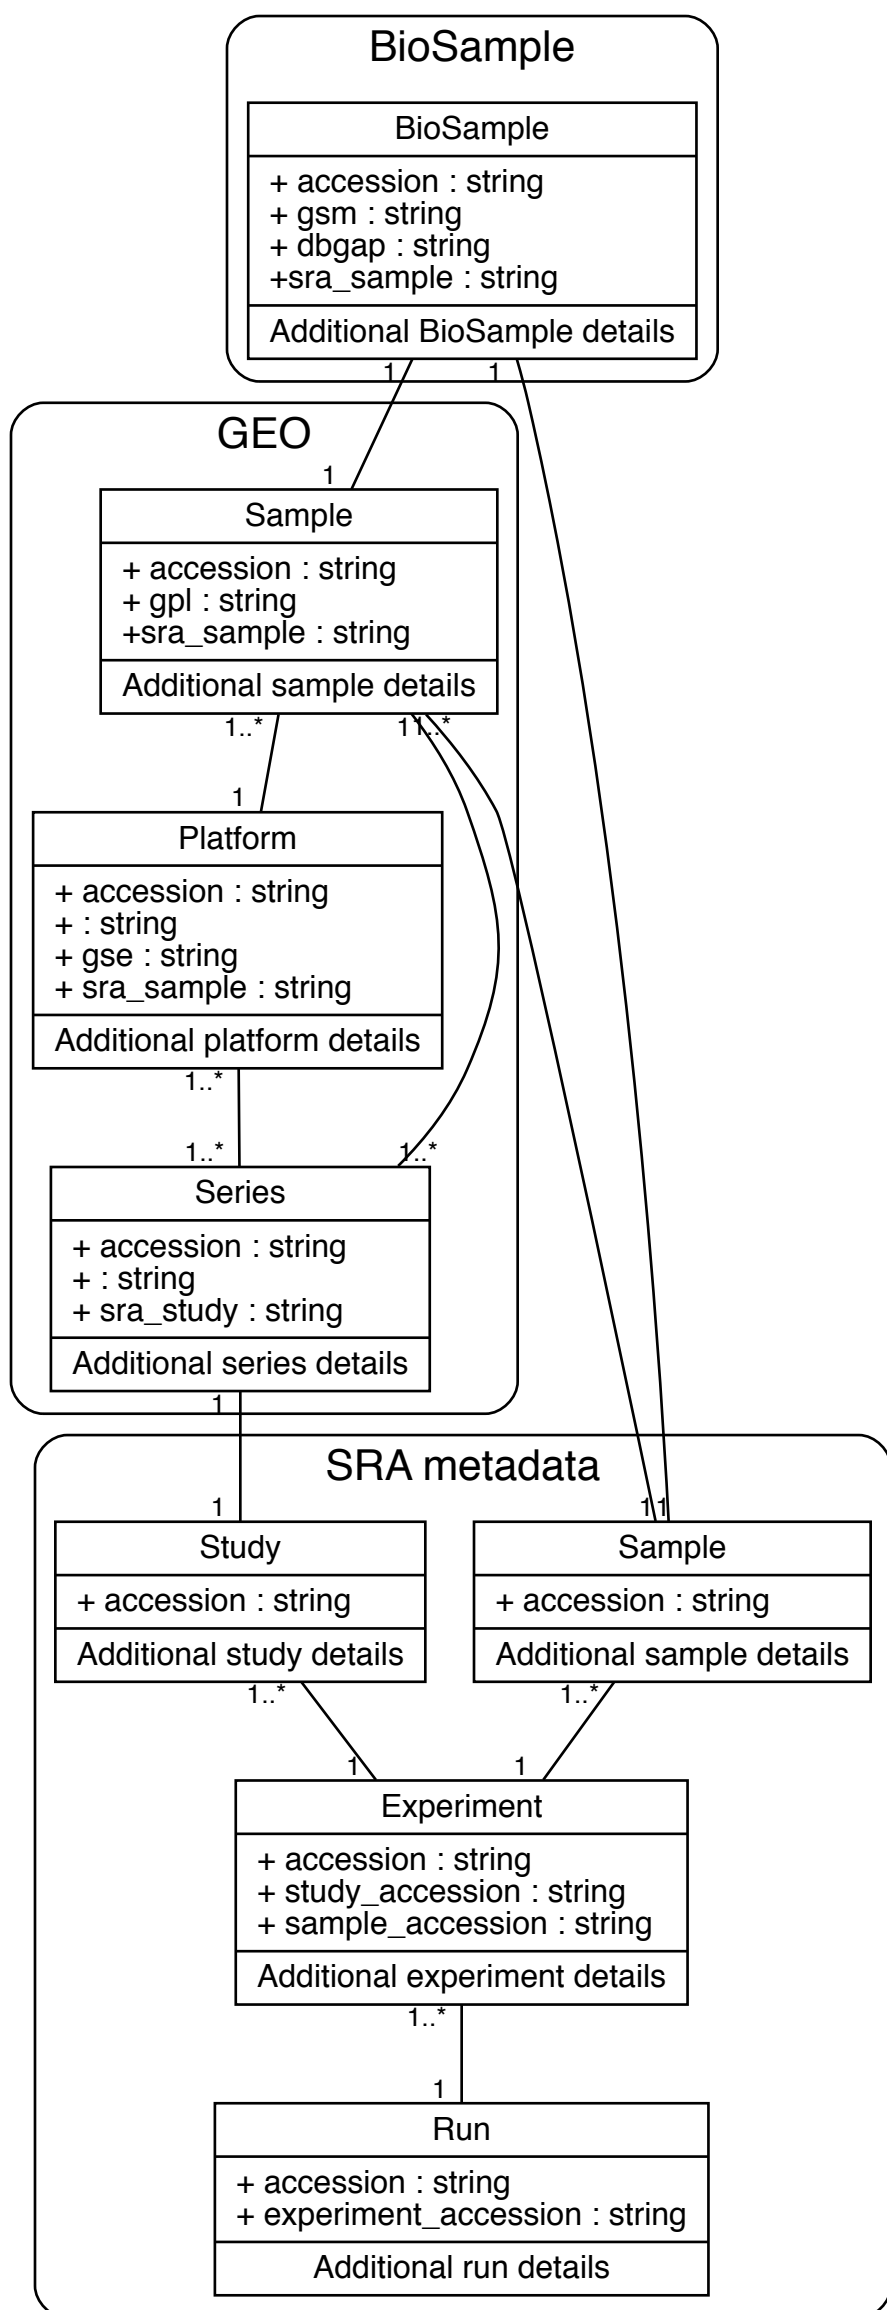 BioSample
BioSample
+ accession : string
+ gsm : string
+ dbgap : string
+sra_sample : string
Additional BioSample details
1
1
GEO
1
Sample
+ accession : string
+ gpl : string
+sra_sample : string
Additional sample details
1..*
1
1..*
1
Platform
+ accession : string
+ : string
+ gse : string
+ sra_sample : string
Additional platform details
1..*
1..*
1..*
Series
+ accession : string
+ : string
+ sra_study : string
Additional series details
1
SRA metadata
1
1
1
Study
+ accession : string
Additional study details
Sample
+ accession : string
Additional sample details
1..*
1..*
1
1
Experiment
+ accession : string
+ study_accession : string
+ sample_accession : string
Additional experiment details
1..*
1
Run
+ accession : string
+ experiment_accession : string
Additional run details